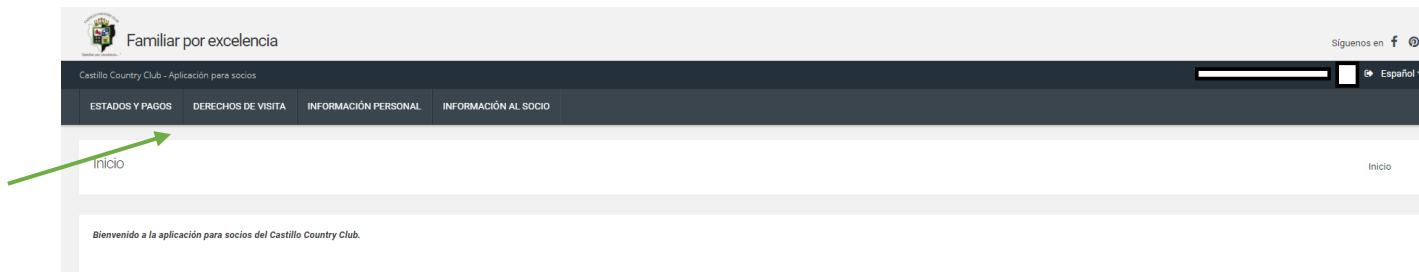 Familiar por excelencia
Síguenos en
Castillo Country Club - Aplicación para socios
Español
ESTADOS Y PAGOS DERECHOS DE VISITA INFORMACIÓN PERSONAL INFORMACIÓN AL SOCIO
Inicio
Inicio
Bienvenido a la aplicación para socios del Castillo Country Club.